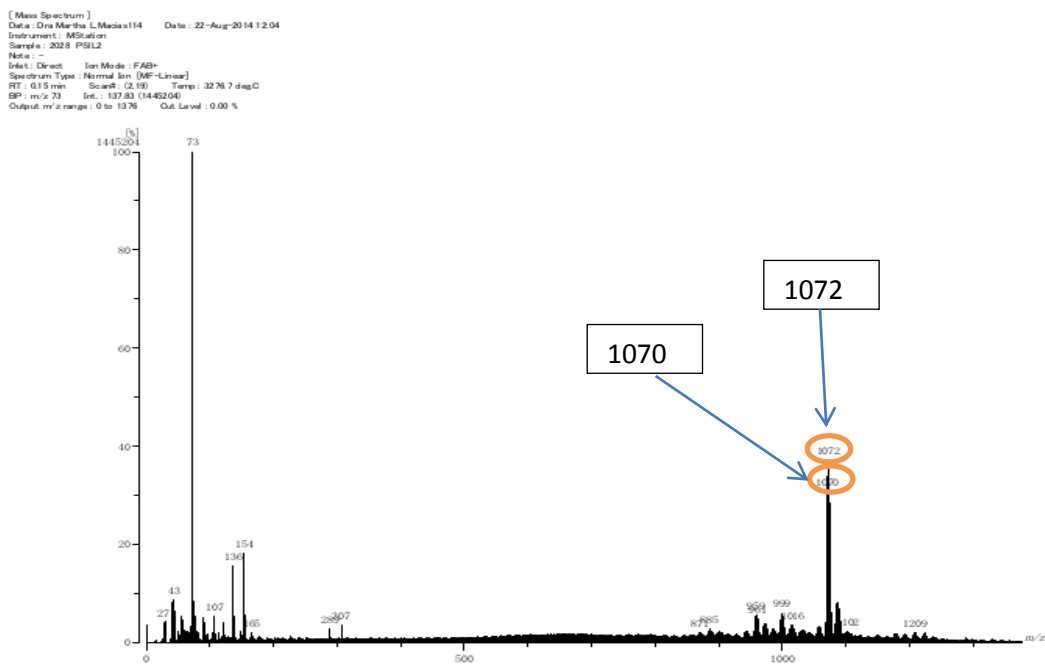 [ Mass Spectrum ]
Data : Dra Martha L.Macias114 Date : 22-Aug-2014 12:04
Instrument : MStation
Sample : 2028 PSIL2
Note : -
Inlet : Direct Ion Mode : FAB+
Spectrum Type : Normal Ion [MF-Linear]
RT : 0.15 min Scan# : (2,19) Temp : 3276.7 deg.C
BP : m/z 73 Int. : 137.83 (1445204)
Output m/z range : 0 to 1376 Cut Level : 0.00 %
[%]
1445204 73
100
80
1072
60
1070
40
1072
1070
20
154
136
43
27
107
165
289
307
871
885
959
961
999
1016
102
1209
0
0 500 1000
m/z